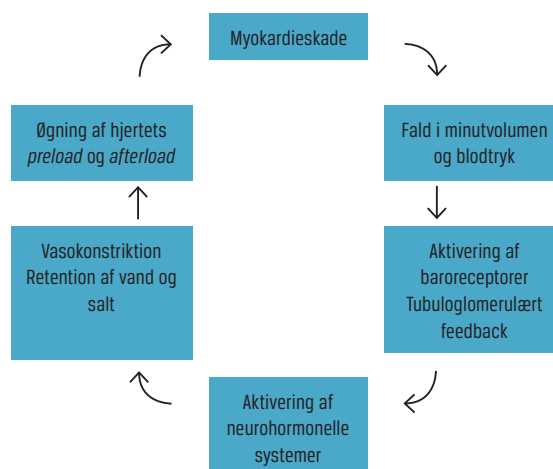 Myokardieskade
Fald i minutvolumen
og blodtryk
Aktivering af
baroreceptorer
Tubuloglomerulært
feedback
Aktivering af
neurohormonelle
systemer
Vasokonstriktion
Retention af vand og
salt
Øgning af hjertets
preload og afterload